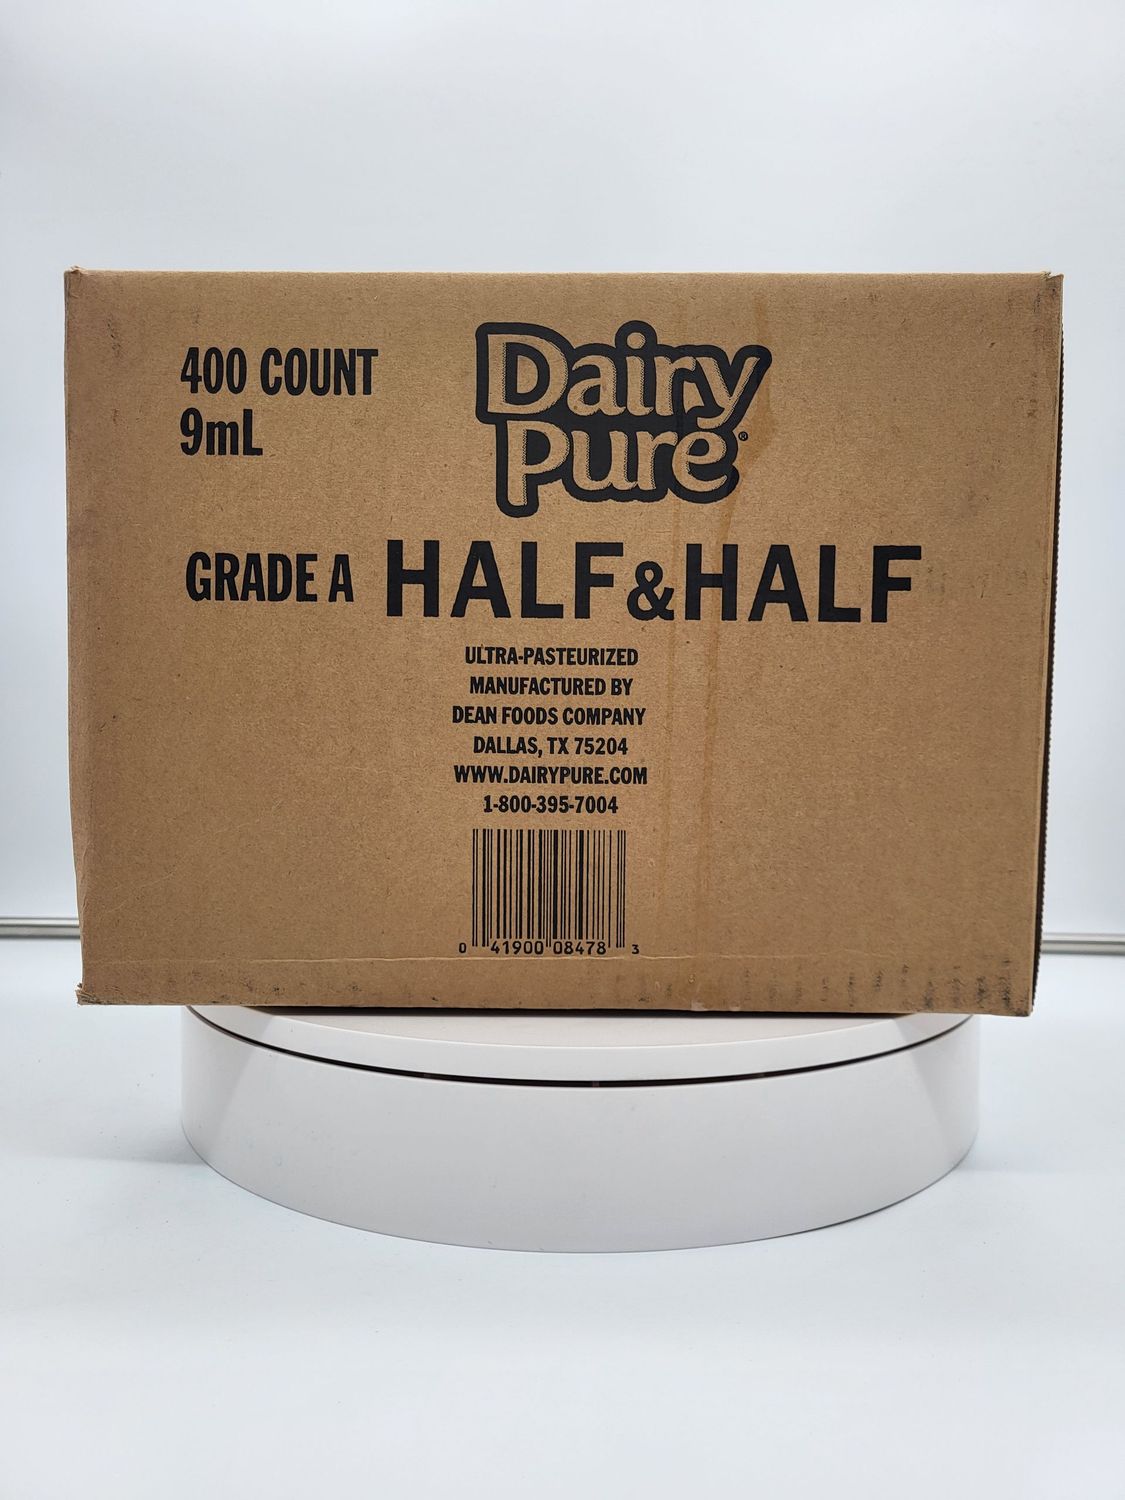 400 COUNT
9mL
Dairy
Pure®
GRADE A HALF & HALF
ULTRA-PASTEURIZED
MANUFACTURED BY
DEAN FOODS COMPANY
DALLAS, TX 75204
WWW.DAIRYPURE.COM
1-800-395-7004
0 41900 08478 3